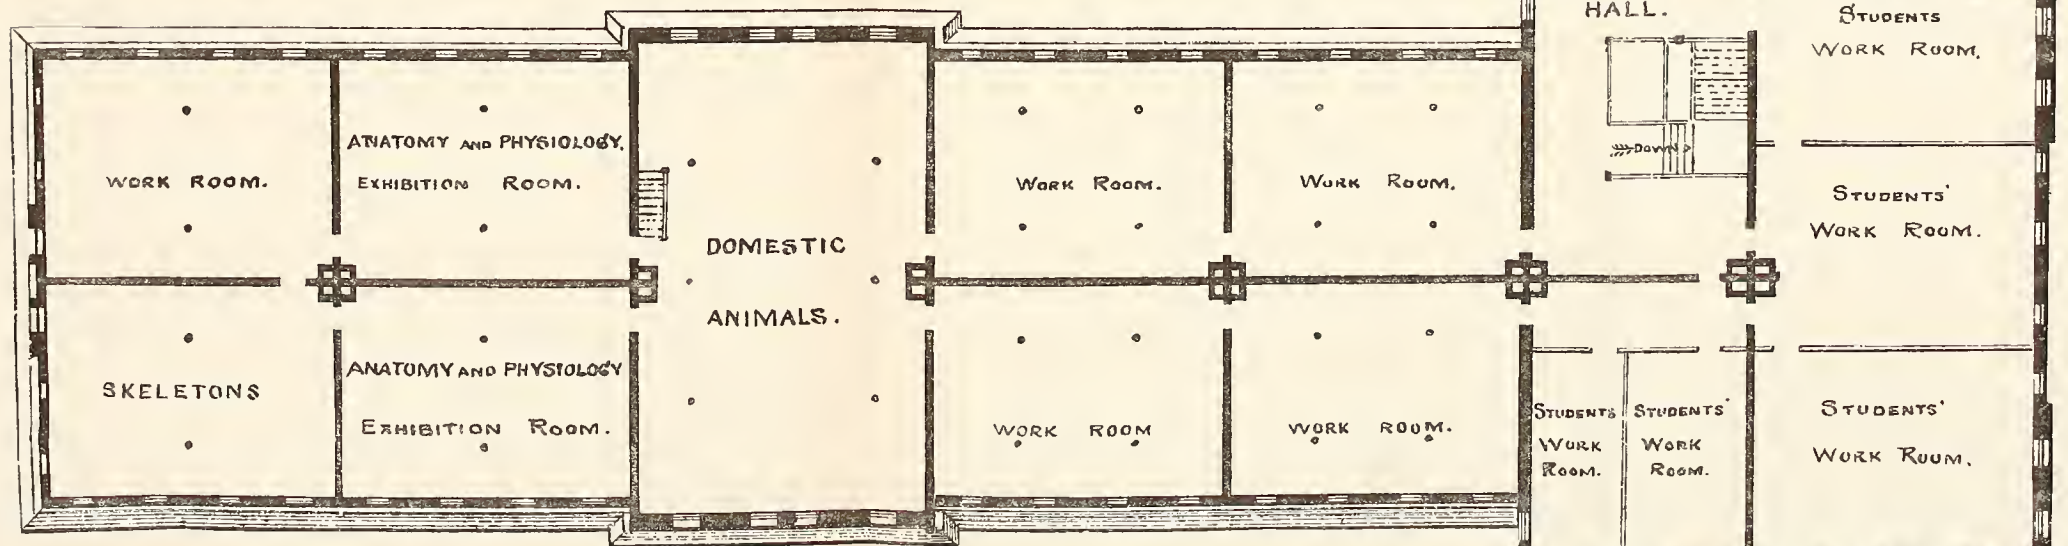 HALL.
STUDENTS
WORK ROOM.
WORK ROOM.
ANATOMY AND PHYSIOLOGY.
EXHIBITION ROOM.
DOMESTIC
ANIMALS.
WORK ROOM.
WORK ROOM.
DOWN
STUDENTS'
WORK ROOM.
SKELETONS
ANATOMY AND PHYSIOLOGY
EXHIBITION ROOM.
WORK ROOM
WORK ROOM.
STUDENTS
WORK
ROOM.
STUDENTS'
WORK
ROOM.
STUDENTS'
WORK ROOM.